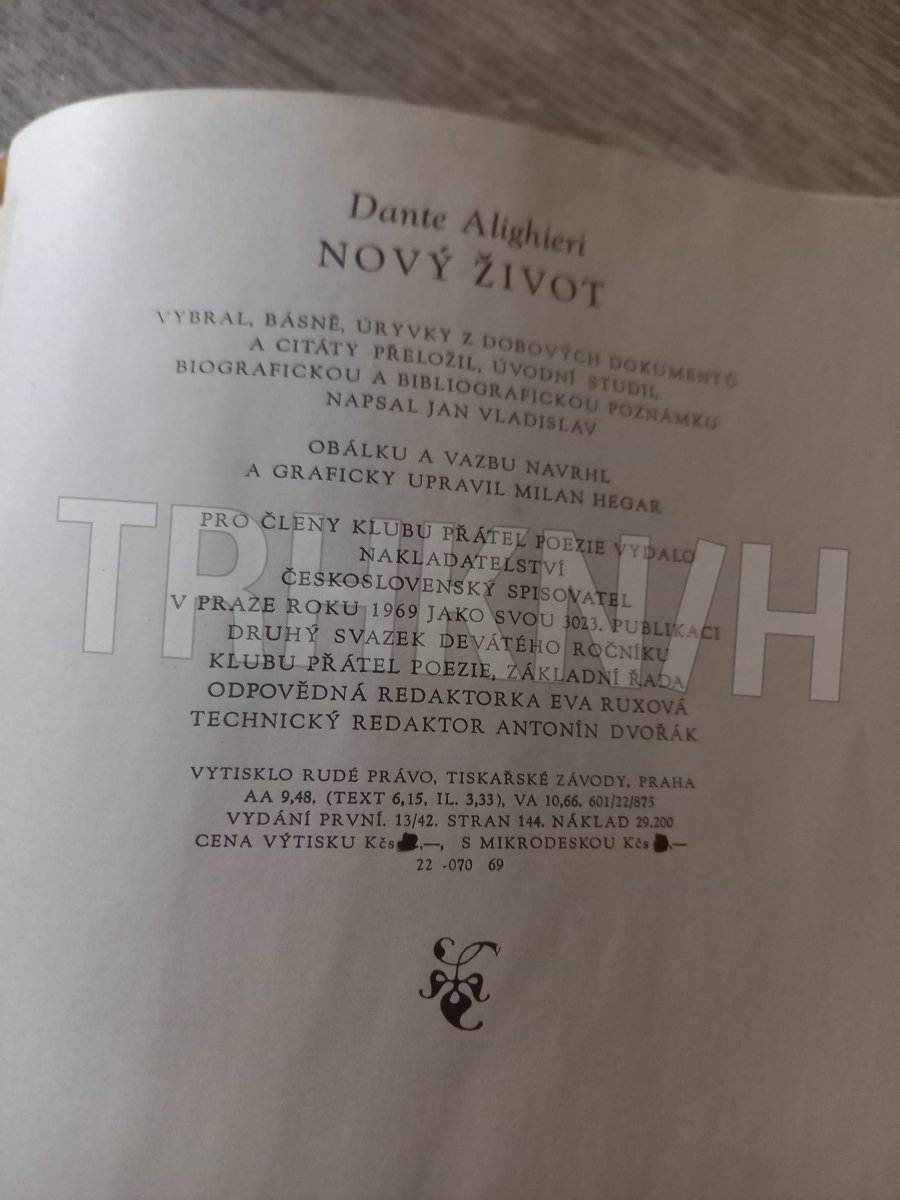 Dante Alighieri
NOVÝ ŽIVOT
VYBRAL, BÁSNĚ, ÚRYVKY Z DOBOVÝCH DOKUMENTŮ
A CITÁTY PŘELOŽIL, ÚVODNÍ STUDII,
BIOGRAFICKOU A BIBLIOGRAFICKOU POZNÁMKU
NAPSAL JAN VLADISLAV
OBÁLKU A VAZBU NAVRHL
A GRAFICKY UPRAVIL MILAN HEGAR
PRO ČLENY KLUBU PŘÁTEL POEZIE VYDALO
NAKLADATELSTVÍ
ČESKOSLOVENSKÝ SPISOVATEL
V PRAZE ROKU 1969 JAKO SVOU 3023. PUBLIKACI
DRUHÝ SVAZEK DEVÁTÉHO ROČNÍKU
KLUBU PŘÁTEL POEZIE, ZÁKLADNÍ ŘADA
ODPOVĚDNÁ REDAKTORKA EVA RUXOVÁ
TECHNICKÝ REDAKTOR ANTONÍN DVOŘÁK
VYTISKLO RUDÉ PRÁVO, TISKAŘSKÉ ZÁVODY, PRAHA
AA 9,48, (TEXT 6,15, IL. 3,33), VA 10,66. 601/22/875
VYDÁNÍ PRVNÍ. 13/42. STRAN 144. NÁKLAD 29.200
CENA VÝTISKU Kčs ,—, S MIKRODESKOU Kčs ,—
22 -070 69
TRHKNIH